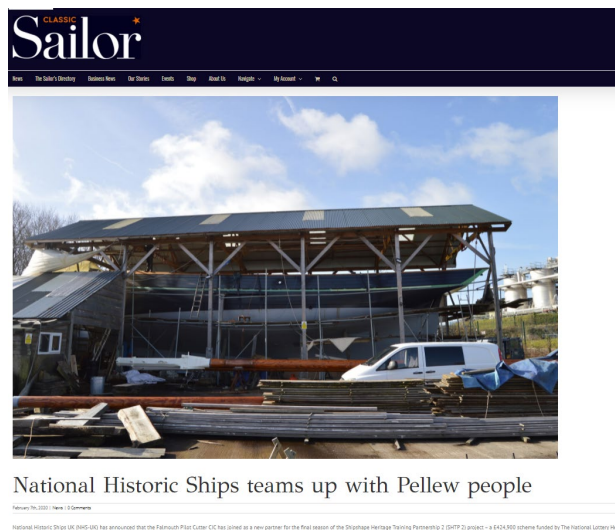 CLASSIC
Sailor
News The Sailor's Directory Business News Our Stories Events Shop About Us Navigate My Account
National Historic Ships teams up with Pellew people
February 7th, 2020 | News | 0 Comments
National Historic Ships UK (NHS-UK) has announced that the Falmouth Pilot Cutter CIC has joined as a new partner for the final season of the Shipshape Heritage Training Partnership 2 (SHTP 2) project – a £424,900 scheme funded by The National Lottery